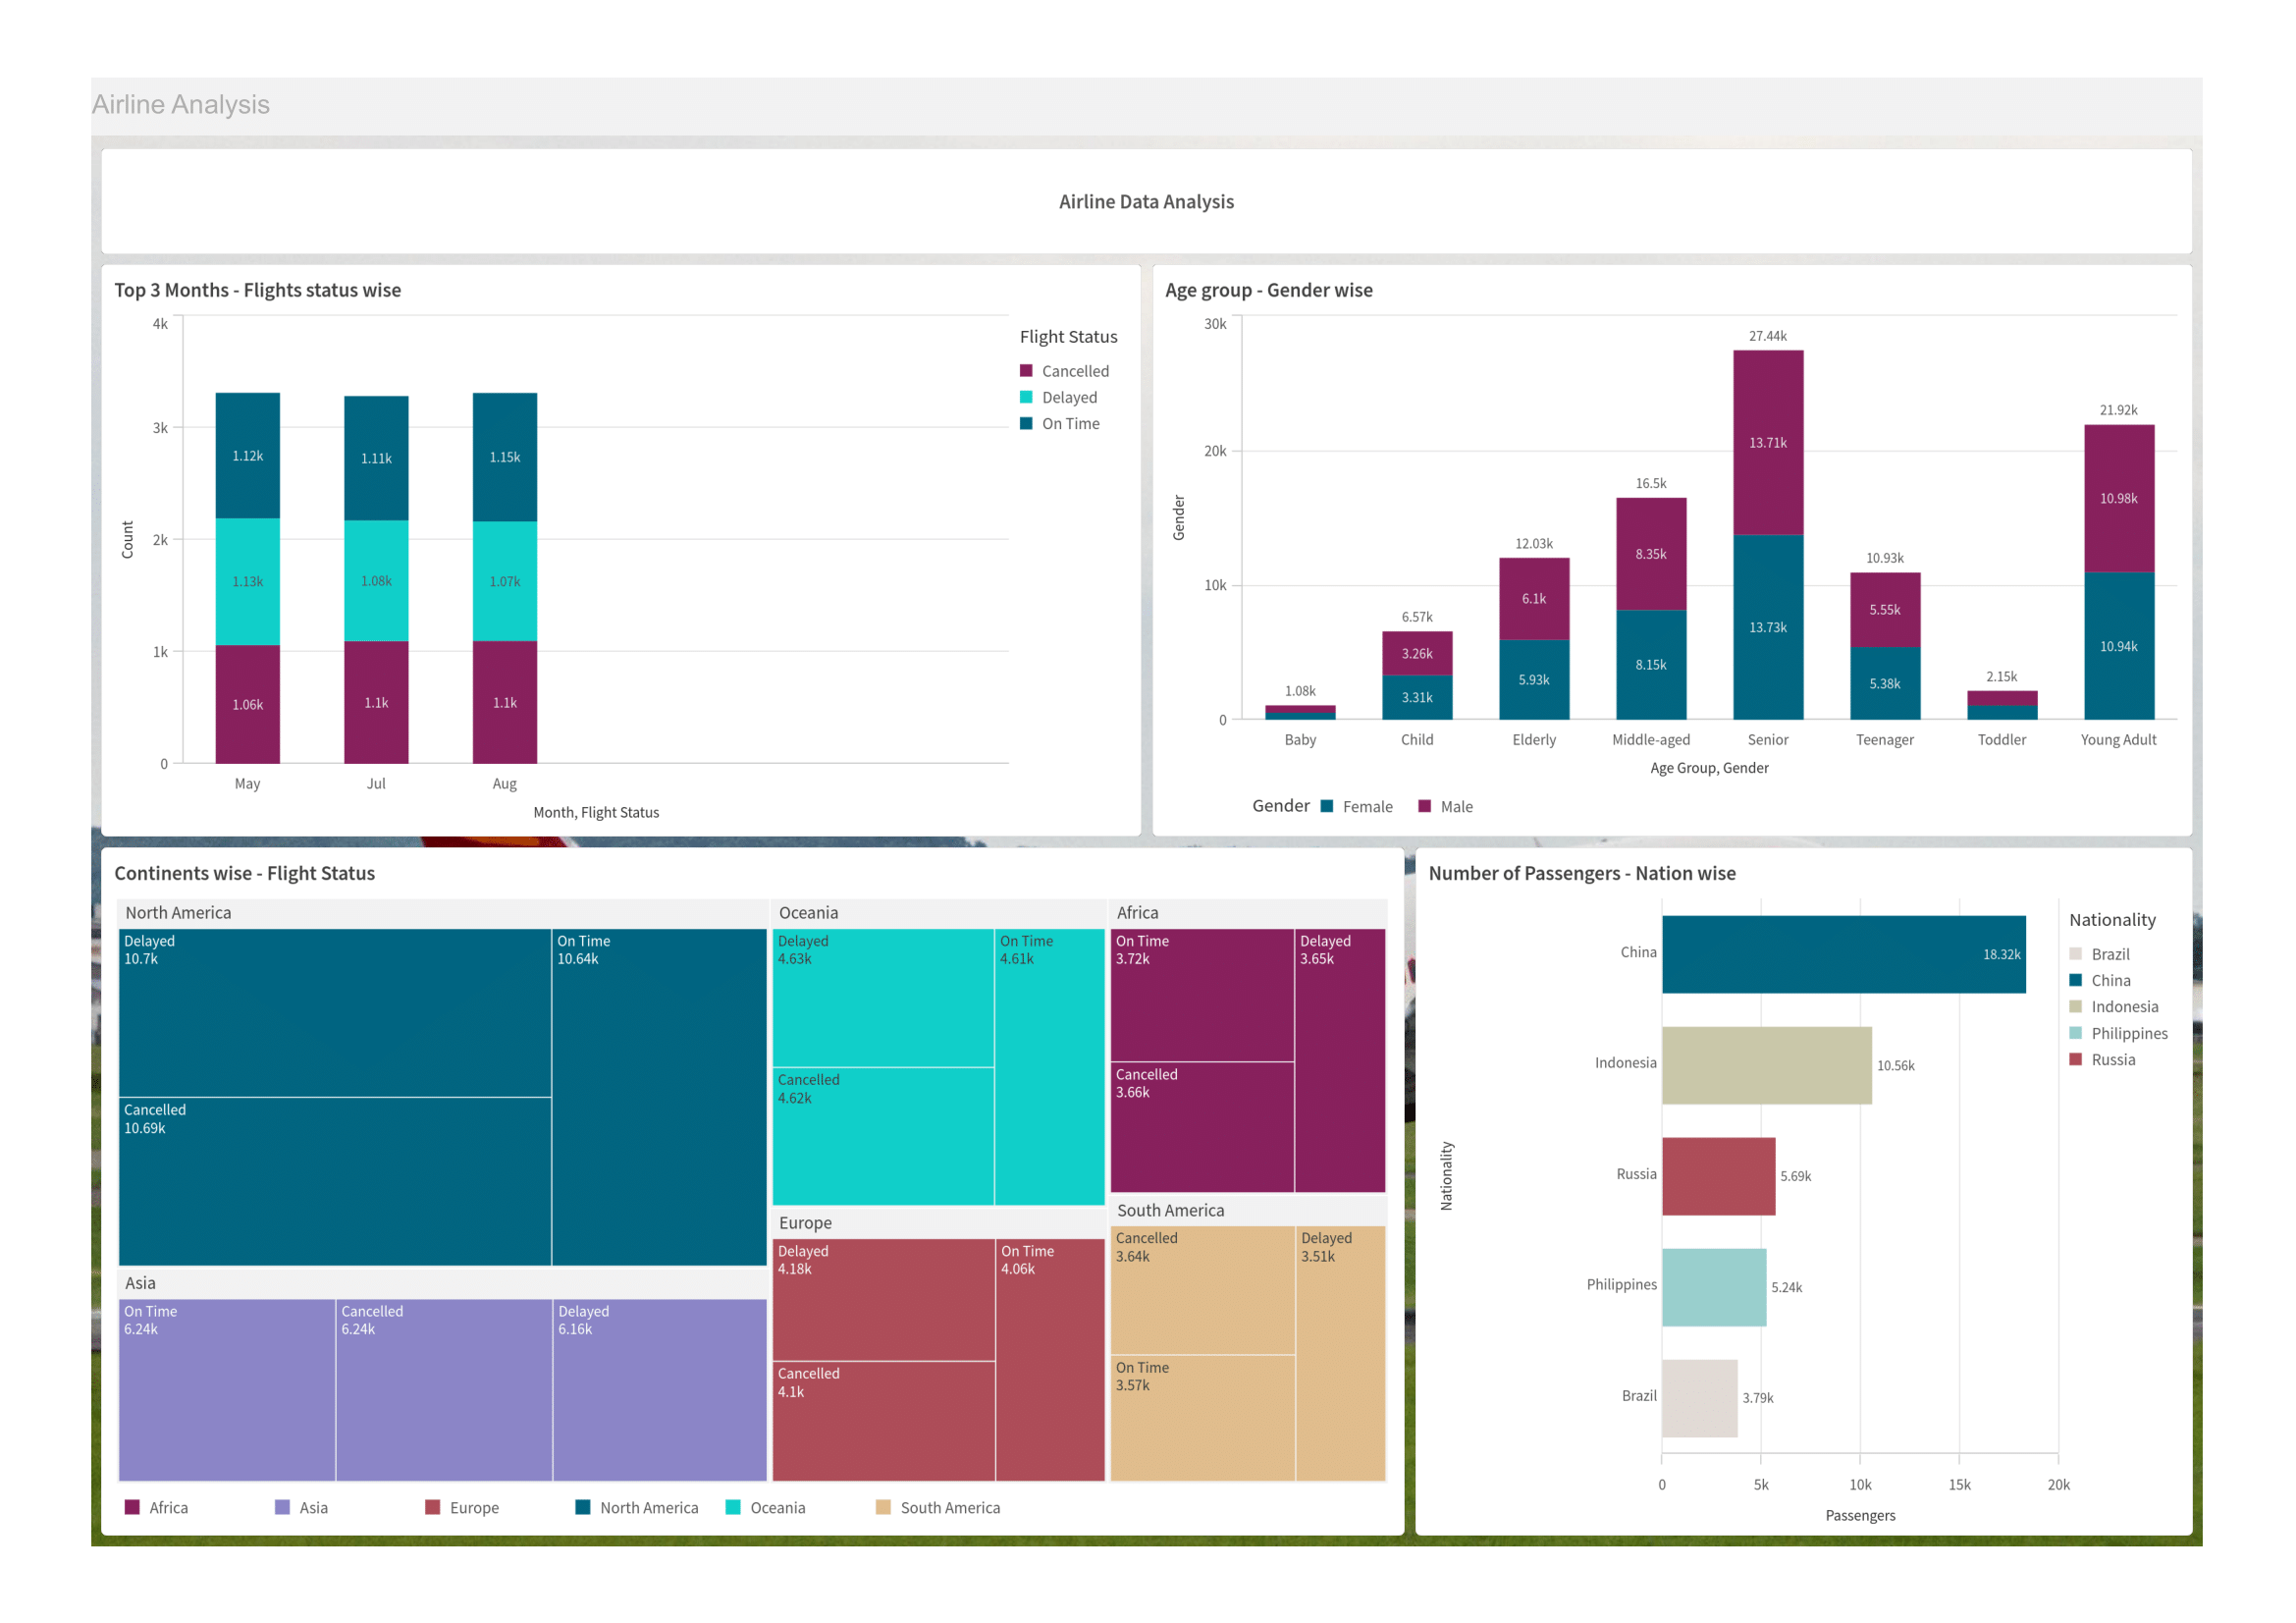 Airline Analysis
Airline Data Analysis
Top 3 Months - Flights status wise
4k
3k
2k
1k
0
Count
1.12k
1.13k
1.06k
1.11k
1.08k
1.1k
1.15k
1.07k
1.1k
May
Jul
Aug
Month, Flight Status
Flight Status
Cancelled
Delayed
On Time
Age group - Gender wise
30k
20k
10k
0
Gender
1.08k
6.57k
3.26k
3.31k
12.03k
6.1k
5.93k
16.5k
8.35k
8.15k
27.44k
13.71k
13.73k
10.93k
5.55k
5.38k
2.15k
21.92k
10.98k
10.94k
Baby
Child
Elderly
Middle-aged
Senior
Teenager
Toddler
Young Adult
Age Group, Gender
Gender
Female
Male
Continents wise - Flight Status
North America
Delayed
10.7k
On Time
10.64k
Cancelled
10.69k
Asia
On Time
6.24k
Cancelled
6.24k
Delayed
6.16k
Oceania
Delayed
4.63k
On Time
4.61k
Cancelled
4.62k
Europe
Delayed
4.18k
On Time
4.06k
Cancelled
4.1k
Africa
On Time
3.72k
Delayed
3.65k
Cancelled
3.66k
South America
Cancelled
3.64k
Delayed
3.51k
On Time
3.57k
Africa
Asia
Europe
North America
Oceania
South America
Number of Passengers - Nation wise
Nationality
China
18.32k
Indonesia
10.56k
Russia
5.69k
Philippines
5.24k
Brazil
3.79k
0
5k
10k
15k
20k
Passengers
Nationality
Brazil
China
Indonesia
Philippines
Russia